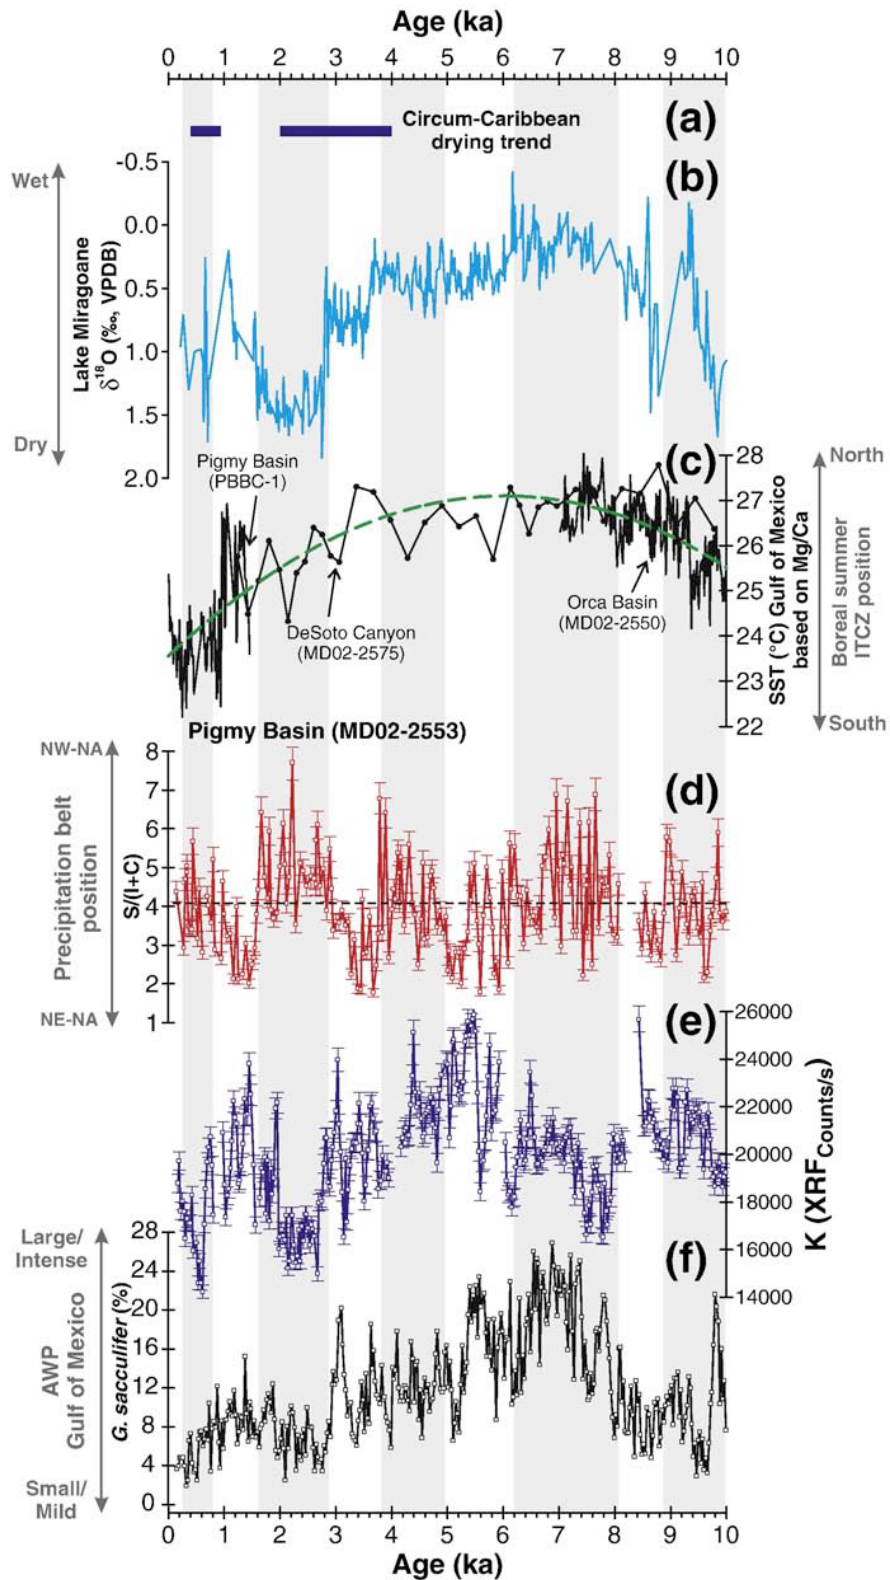 Age (ka)
0 1 2 3 4 5 6 7 8 9 10
(a)
Circum-Caribbean
drying trend
(b)
Wet
Dry
Lake Miragoane
δ18O (‰, VPDB)
-0.5
0.0
0.5
1.0
1.5
2.0
(c)
Pigmy Basin
(PBBC-1)
DeSoto Canyon
(MD02-2575)
Orca Basin
(MD02-2550)
28
27
26
25
24
23
22
SST (°C) Gulf of Mexico
based on Mg/Ca
North
Boreal summer
ITCZ position
South
Pigmy Basin (MD02-2553)
(d)
NW-NA
Precipitation belt
position
NE-NA
S/(I+C)
8
7
6
5
4
3
2
1
(e)
26000
24000
22000
20000
18000
16000
14000
K (XRFCounts/s)
(f)
Large/
Intense
AWP
Gulf of Mexico
Small/
Mild
G. sacculifer (%)
28
24
20
16
12
8
4
0
0 1 2 3 4 5 6 7 8 9 10
Age (ka)